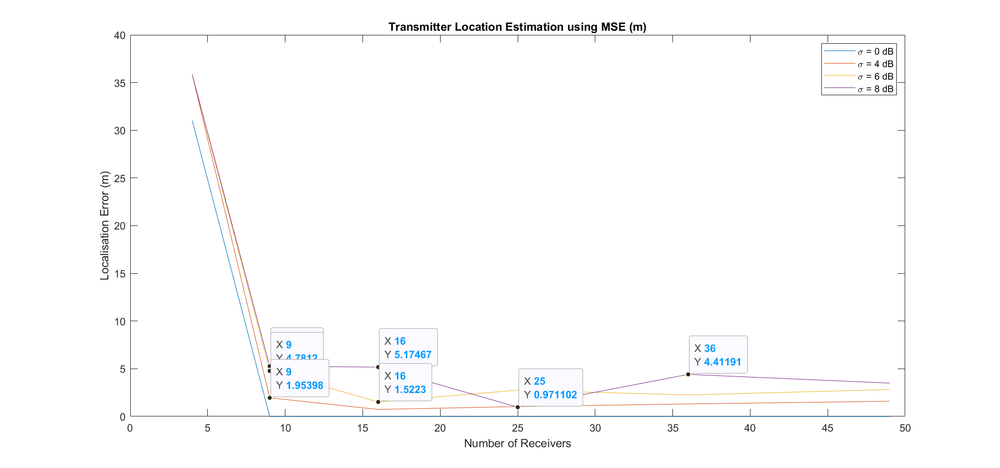 Transmitter Location Estimation using MSE (m)
40
35
30
25
20
15
10
5
0
Localisation Error (m)
σ = 0 dB
σ = 4 dB
σ = 6 dB
σ = 8 dB
X 9
Y 4.7812
X 9
Y 1.95398
X 16
Y 5.17467
X 16
Y 1.5223
X 25
Y 0.971102
X 36
Y 4.41191
0 5 10 15 20 25 30 35 40 45 50
Number of Receivers